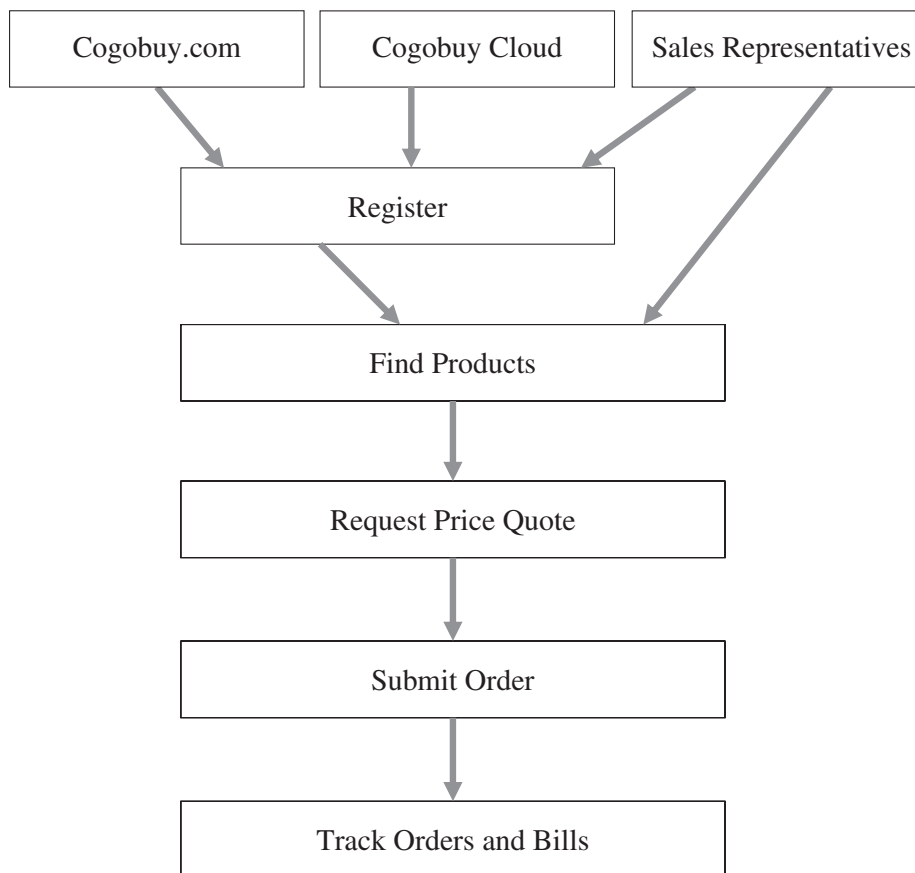 Cogobuy.com
Cogobuy Cloud
Sales Representatives
Register
Find Products
Request Price Quote
Submit Order
Track Orders and Bills